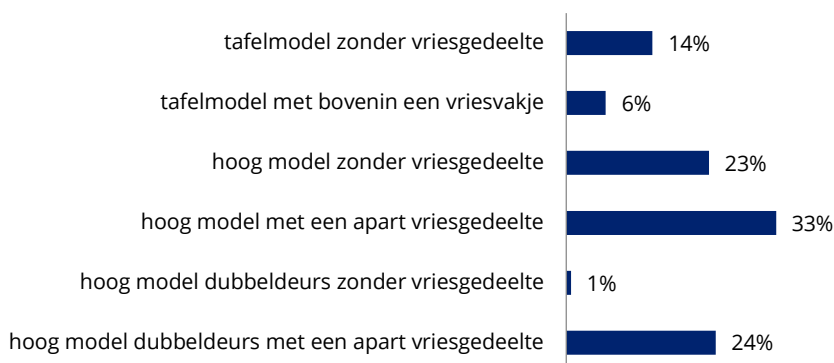 tafelmodel zonder vriesgedeelte 14%
tafelmodel met bovenin een vriesvakje 6%
hoog model zonder vriesgedeelte 23%
hoog model met een apart vriesgedeelte 33%
hoog model dubbeldeurs zonder vriesgedeelte 1%
hoog model dubbeldeurs met een apart vriesgedeelte 24%